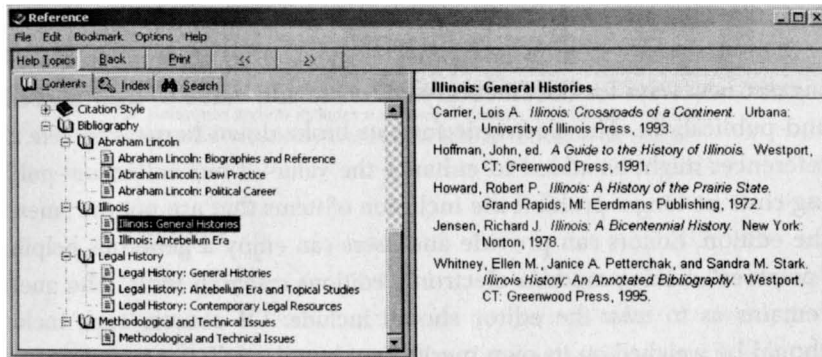 Reference
File Edit Bookmark Options Help
Help Topics Back Print << >>
Contents Index Search
Citation Style
Bibliography
Abraham Lincoln
Abraham Lincoln: Biographies and Reference
Abraham Lincoln: Law Practice
Abraham Lincoln: Political Career
Illinois
Illinois: General Histories
Illinois: Antebellum Era
Legal History
Legal History: General Histories
Legal History: Antebellum Era and Topical Studies
Legal History: Contemporary Legal Resources
Methodological and Technical Issues
Methodological and Technical Issues
Illinois: General Histories
Carrier, Lois A. Illinois: Crossroads of a Continent. Urbana:
University of Illinois Press, 1993.
Hoffman, John, ed. A Guide to the History of Illinois. Westport,
CT: Greenwood Press, 1991.
Howard, Robert P. Illinois: A History of the Prairie State.
Grand Rapids, MI: Eerdmans Publishing, 1972.
Jensen, Richard J. Illinois: A Bicentennial History. New York:
Norton, 1978.
Whitney, Ellen M., Janice A. Petterchak, and Sandra M. Stark.
Illinois History: An Annotated Bibliography. Westport,
CT: Greenwood Press, 1995.